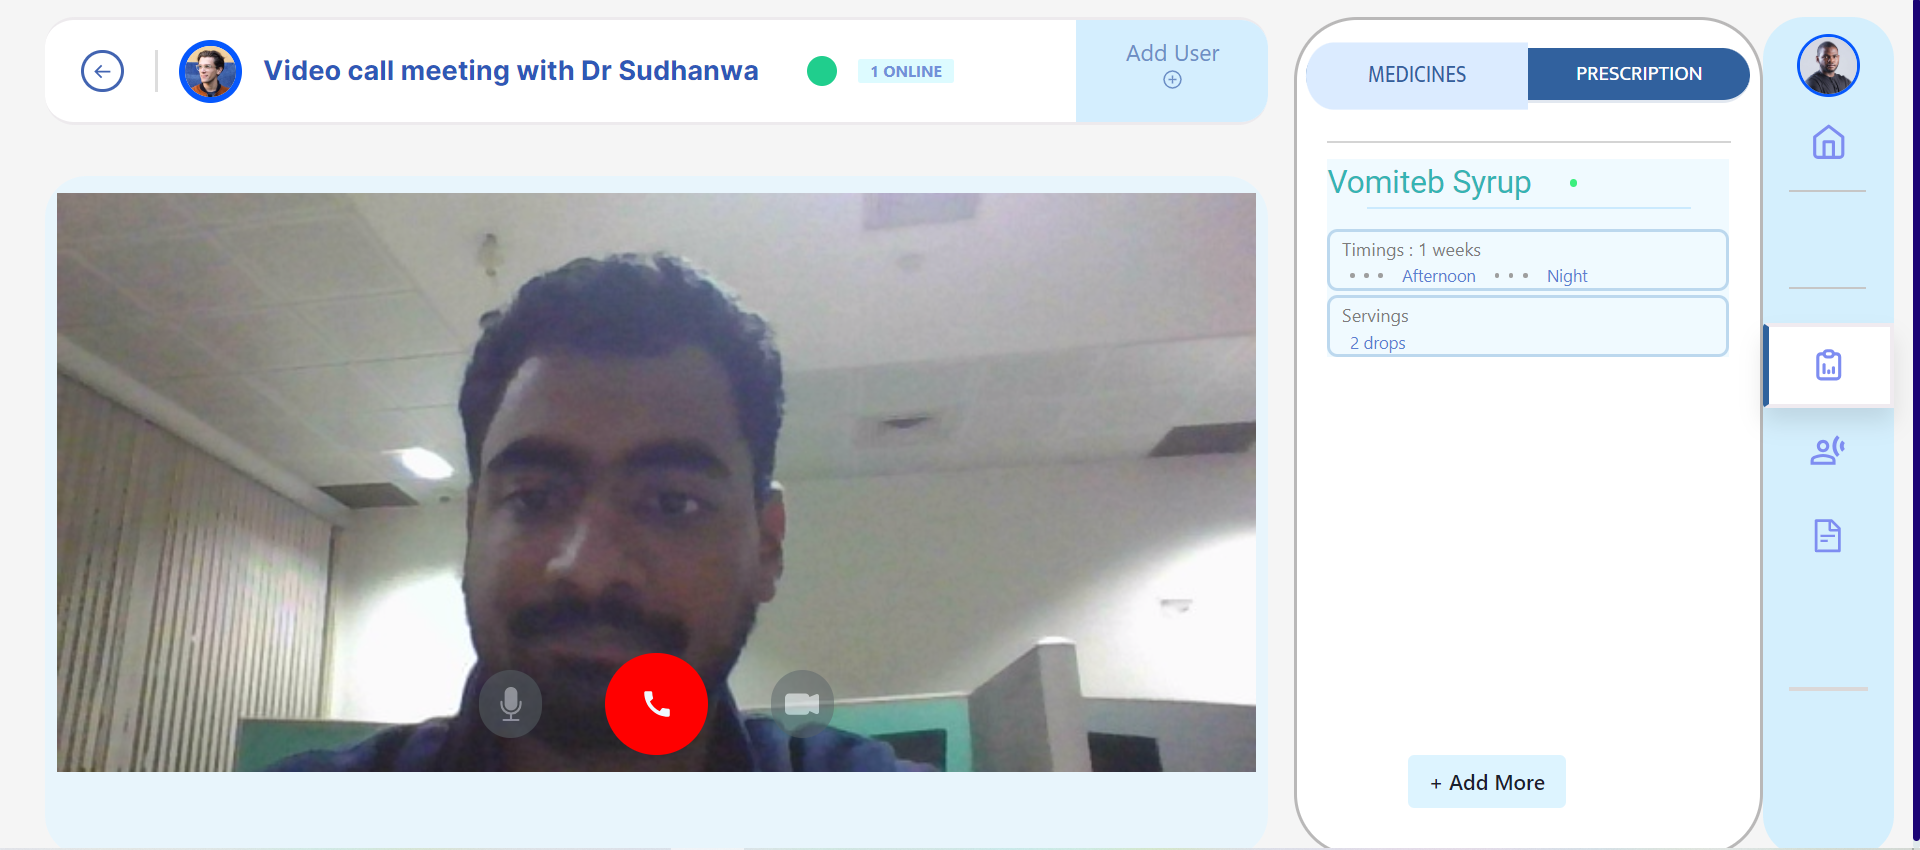 Video call meeting with Dr Sudhanwa
1 ONLINE
Add User
MEDICINES
PRESCRIPTION
Vomiteb Syrup
Timings : 1 weeks
Afternoon
Night
Servings
2 drops
+ Add More